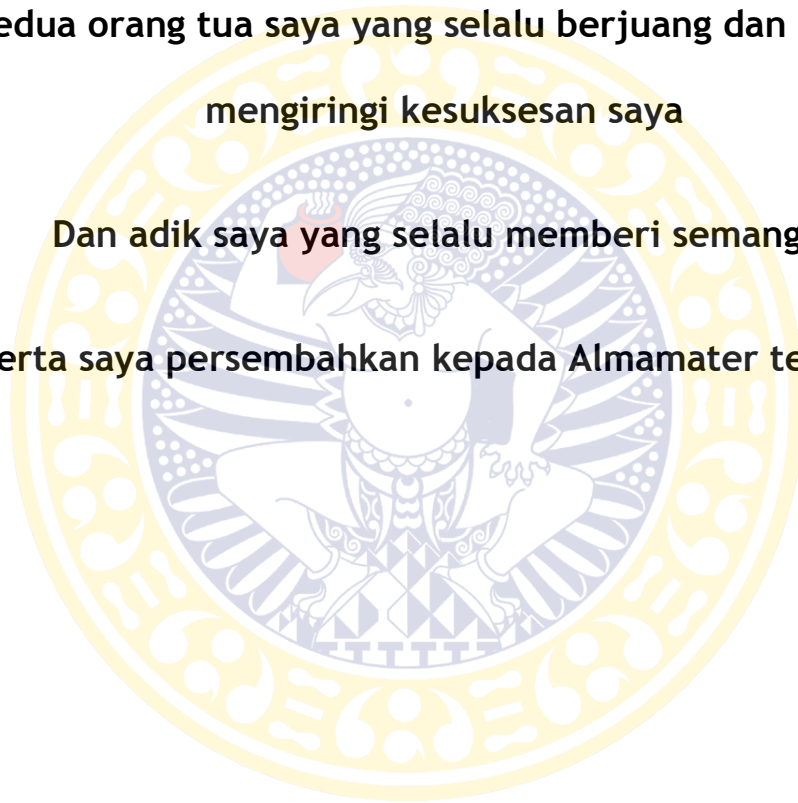 edua orang tua saya yang selalu berjuang dan
mengiringi kesuksesan saya
Dan adik saya yang selalu memberi semang
erta saya persembahkan kepada Almamater te